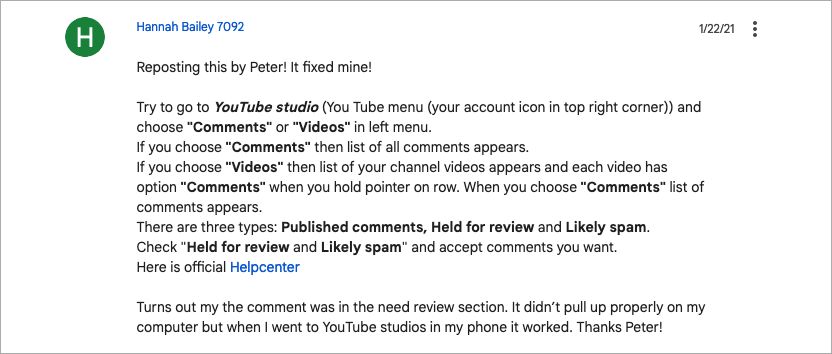 H
Hannah Bailey 7092
1/22/21
Reposting this by Peter! It fixed mine!
Try to go to YouTube studio (You Tube menu (your account icon in top right corner)) and
choose "Comments" or "Videos" in left menu.
If you choose "Comments" then list of all comments appears.
If you choose "Videos" then list of your channel videos appears and each video has
option "Comments" when you hold pointer on row. When you choose "Comments" list of
comments appears.
There are three types: Published comments, Held for review and Likely spam.
Check "Held for review and Likely spam" and accept comments you want.
Here is official Helpcenter
Turns out my the comment was in the need review section. It didn’t pull up properly on my
computer but when I went to YouTube studios in my phone it worked. Thanks Peter!